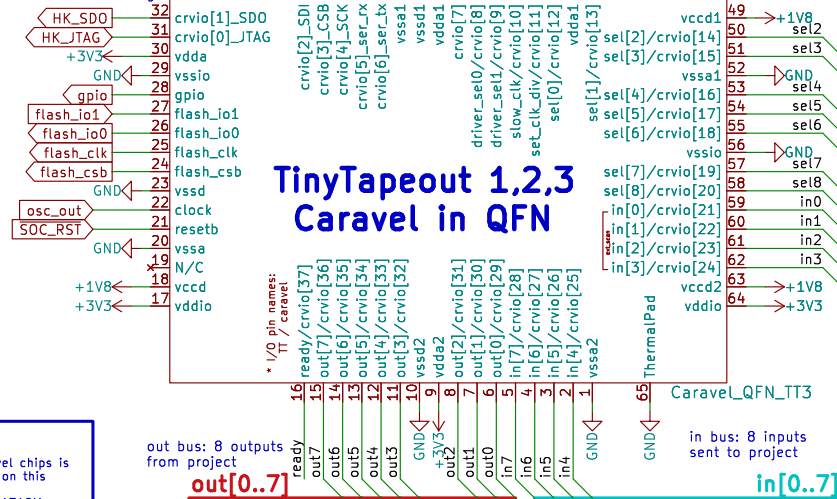 HK_SDO 32 crvio[1]_SDO
HK_JTAG 31 crvio[0]_JTAG
+3V3 30 vdda
GND 29 vssio
gpio 28 gpio
flash_io1 27 flash_io1
flash_io0 26 flash_io0
flash_clk 25 flash_clk
flash_csb 24 flash_csb
GND 23 vssd
osc_out 22 clock
SOC_RST 21 resetb
GND 20 vssa
19 N/C
+1V8 18 vccd
+3V3 17 vddio
crvio[2]_SDI
crvio[3]_CSB
crvio[4]_SCK
crvio[5]_ser_rx
crvio[6]_ser_tx
vssa1
vssd1
vdda1
crvio[7]
driver_sel0/crvio[8]
driver_sel1/crvio[9]
slow_clk/crvio[10]
set_clk_div/crvio[11]
sel[0]/crvio[12]
vdda1
sel[1]/crvio[13]
vccd1 49 +1V8
sel[2]/crvio[14] 50 sel2
sel[3]/crvio[15] 51 sel3
vssa1 52 GND
sel[4]/crvio[16] 53 sel4
sel[5]/crvio[17] 54 sel5
sel[6]/crvio[18] 55 sel6
vssio 56 GND
sel[7]/crvio[19] 57 sel7
sel[8]/crvio[20] 58 sel8
in[0]/crvio[21] 59 in0
in[1]/crvio[22] 60 in1
in[2]/crvio[23] 61 in2
in[3]/crvio[24] 62 in3
vccd2 63 +1V8
vddio 64 +3V3
TinyTapeout 1,2,3
Caravel in QFN
* I/O pin names:
TT / caravel
ready/crvio[37] 16 ready
out[7]/crvio[36] 15 out7
out[6]/crvio[35] 14 out6
out[5]/crvio[34] 13 out5
out[4]/crvio[33] 12 out4
out[3]/crvio[32] 11 out3
vssd2 10 GND
vdda2 9 +3V3
out[2]/crvio[31] 8 out2
out[1]/crvio[30] 7 out1
out[0]/crvio[29] 6 out0
in[7]/crvio[28] 5 in7
in[6]/crvio[27] 4 in6
in[5]/crvio[26] 3 in5
in[4]/crvio[25] 2 in4
vssa2 1 GND
ThermalPad 65 GND
Caravel_QFN_TT3
el chips is
on this
out bus: 8 outputs
from project
out[0..7]
in bus: 8 inputs
sent to project
in[0..7]